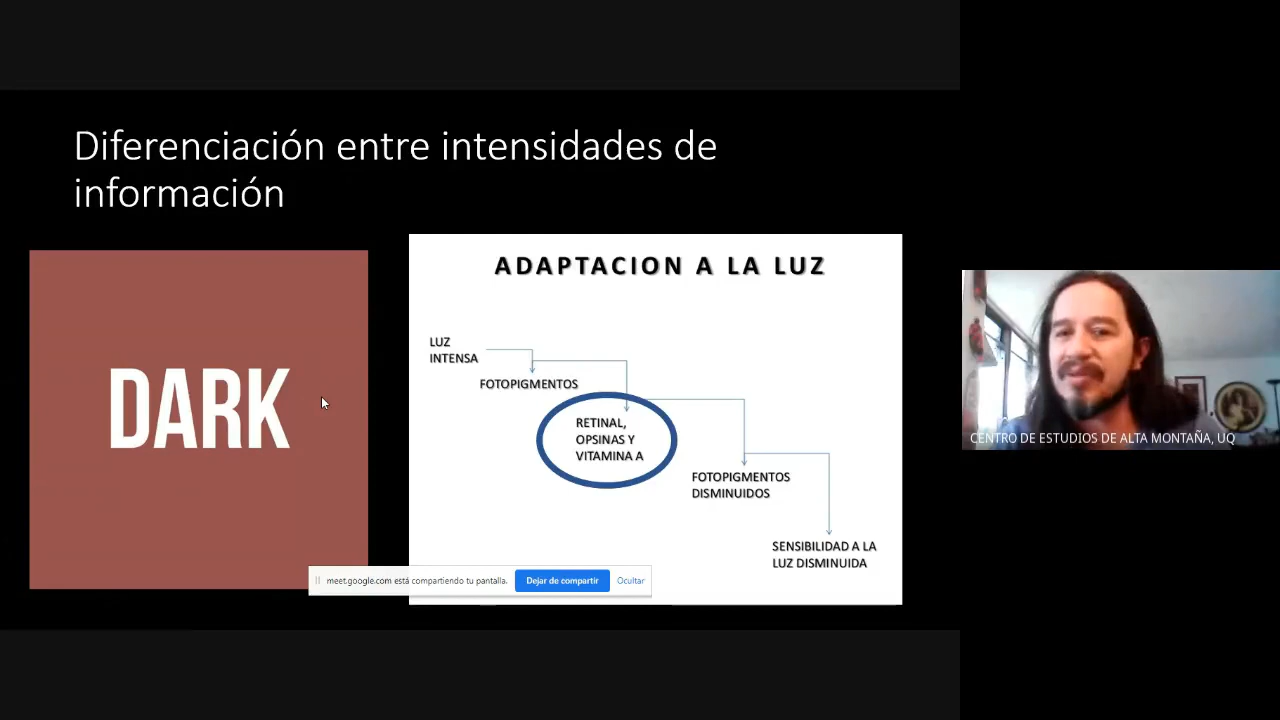 Diferenciación entre intensidades de
información
DARK
ADAPTACION A LA LUZ
LUZ
INTENSA
FOTOPIGMENTOS
RETINAL,
OPSINAS Y
VITAMINA A
FOTOPIGMENTOS
DISMINUIDOS
SENSIBILIDAD A LA
LUZ DISMINUIDA
meet.google.com está compartiendo tu pantalla.
Dejar de compartir
Ocultar
CENTRO DE ESTUDIOS DE ALTA MONTAÑA, UQ